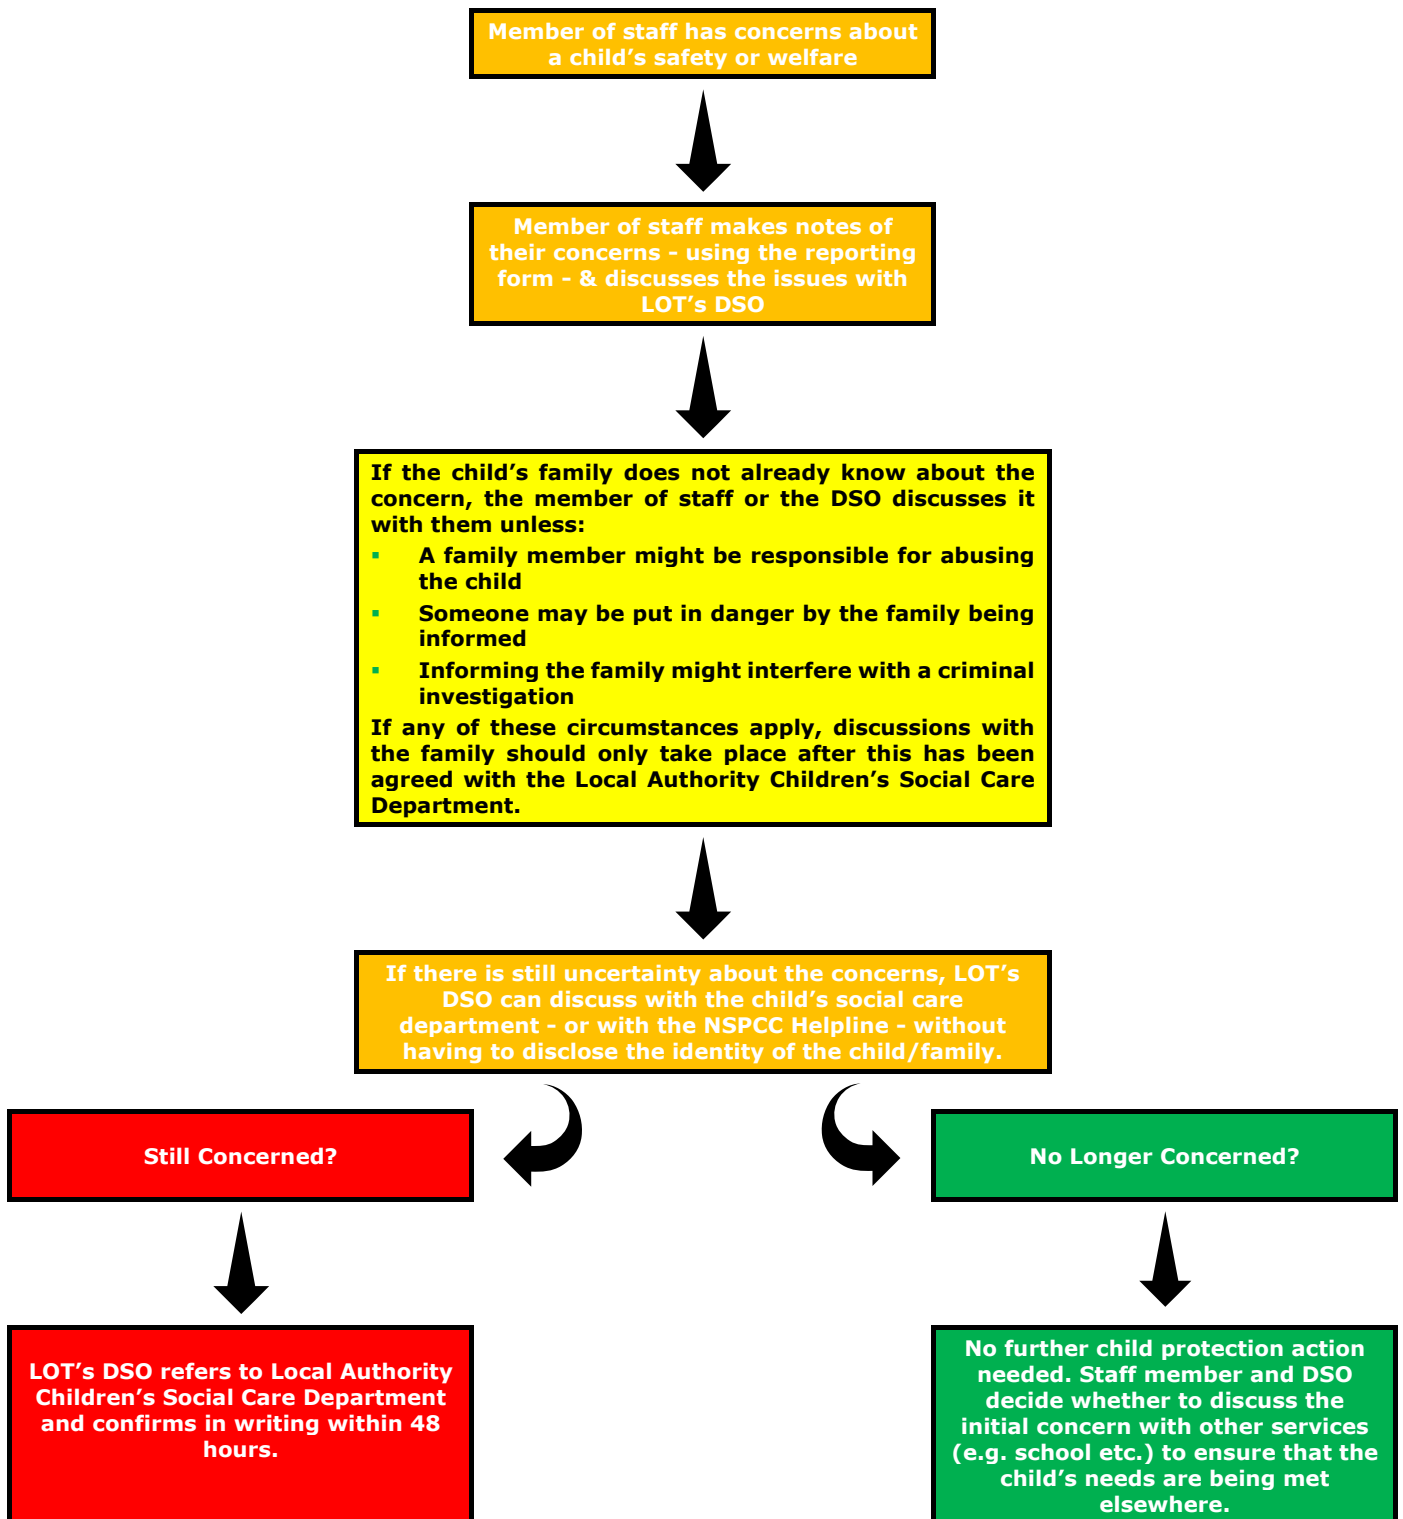 Member of staff has concerns about
a child’s safety or welfare
Member of staff makes notes of
their concerns – using the reporting
form – & discusses the issues with
LOT’s DSO
If the child’s family does not already know about the
concern, the member of staff or the DSO discusses it
with them unless:
▪ A family member might be responsible for abusing
the child
▪ Someone may be put in danger by the family being
informed
▪ Informing the family might interfere with a criminal
investigation
If any of these circumstances apply, discussions with
the family should only take place after this has been
agreed with the Local Authority Children’s Social Care
Department.
If there is still uncertainty about the concerns, LOT’s
DSO can discuss with the child’s social care
department – or with the NSPCC Helpline – without
having to disclose the identity of the child/family.
Still Concerned?
No Longer Concerned?
LOT’s DSO refers to Local Authority
Children’s Social Care Department
and confirms in writing within 48
hours.
No further child protection action
needed. Staff member and DSO
decide whether to discuss the
initial concern with other services
(e.g. school etc.) to ensure that the
child’s needs are being met
elsewhere.